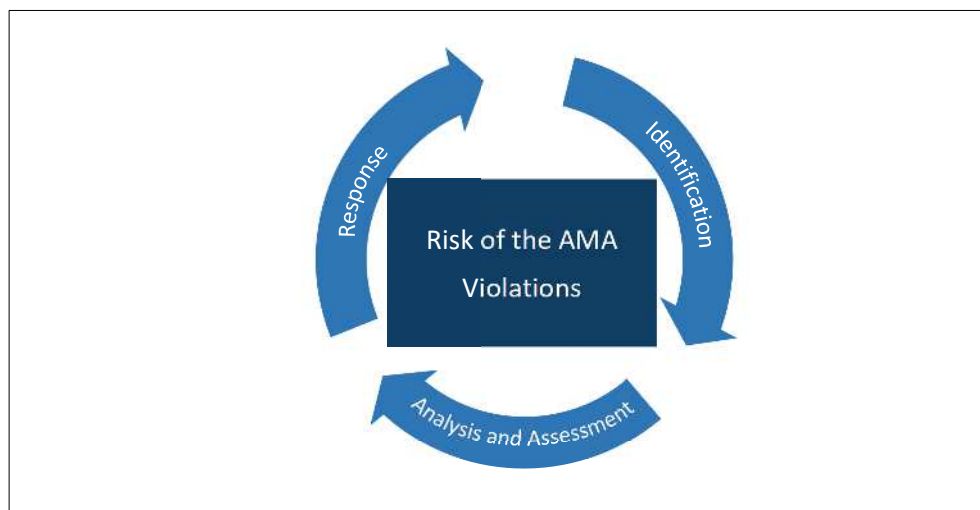 Risk of the AMA
Violations
Identification
Analysis and Assessment
Response